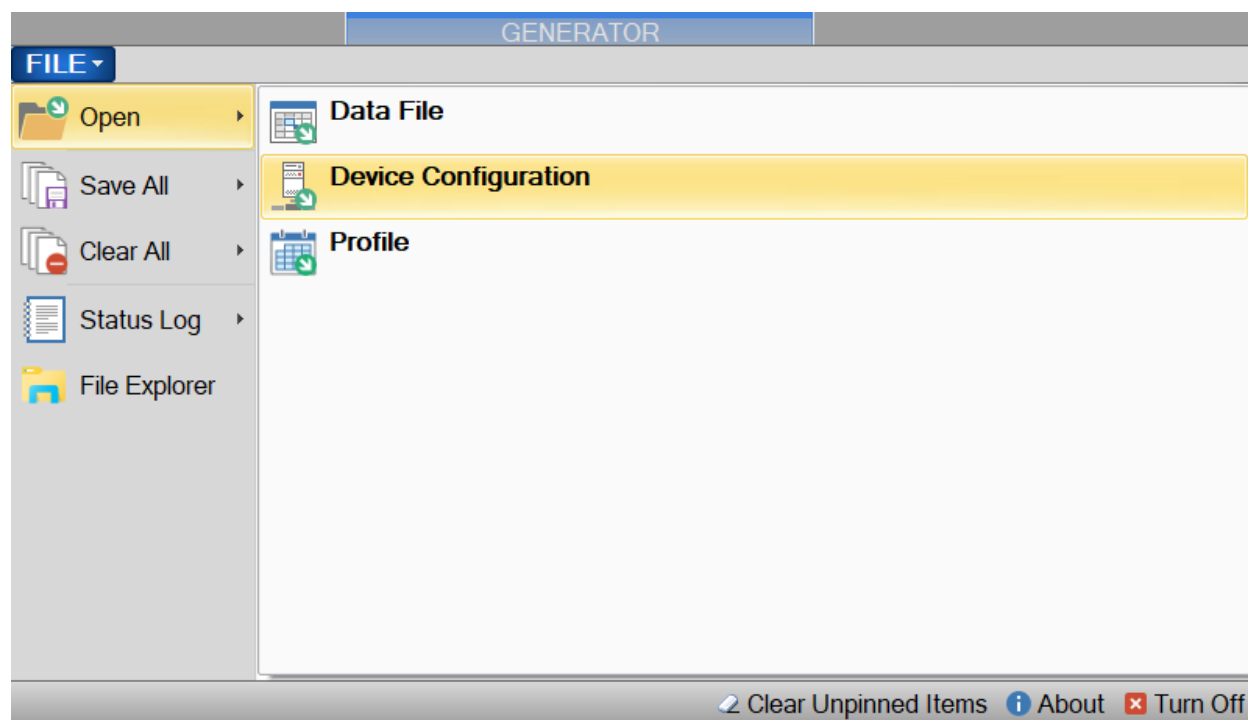 GENERATOR
FILE
Open
Save All
Clear All
Status Log
File Explorer
Data File
Device Configuration
Profile
Clear Unpinned Items About Turn Off